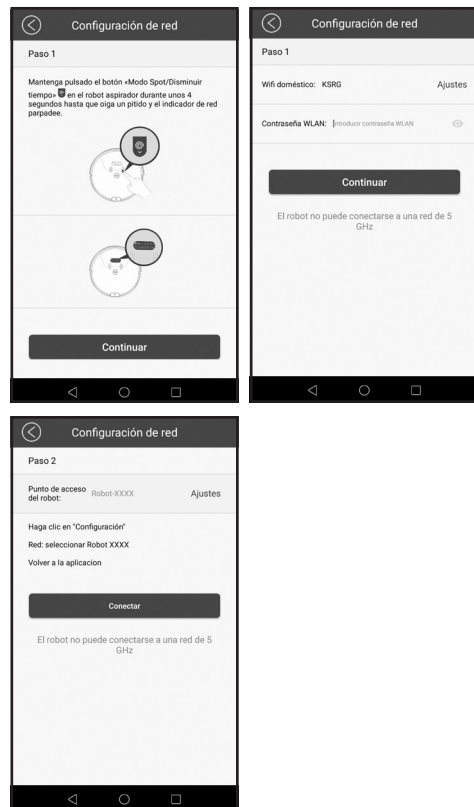 Configuración de red
Paso 1
Mantenga pulsado el botón «Modo Spot/Disminuir
tiempo» en el robot aspirador durante unos 4
segundos hasta que oiga un pitido y el indicador de red
parpadee.
Continuar
Configuración de red
Paso 1
Wifi doméstico: KSRG Ajustes
Contraseña WLAN: Introducir contraseña WLAN
Continuar
El robot no puede conectarse a una red de 5
GHz
Configuración de red
Paso 2
Punto de acceso
del robot: Robot-XXXX Ajustes
Haga clic en "Configuración"
Red: seleccionar Robot XXXX
Volver a la aplicacion
Conectar
El robot no puede conectarse a una red de 5
GHz